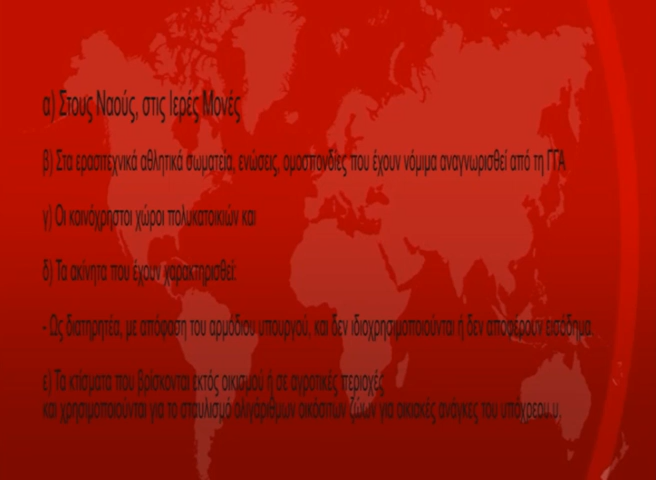 α) Στους Ναούς, στις Ιερές Μονές
β) Στα ερασιτεχνικά αθλητικά σωματεία, ενώσεις, ομοσπονδίες που έχουν νόμιμα αναγνωρισθεί από τη ΓΓΑ
γ) Οι κοινόχρηστοι χώροι πολυκατοικιών και
δ) Τα ακίνητα που έχουν χαρακτηρισθεί:
- Ως διατηρητέα, με απόφαση του αρμόδιου υπουργού, και δεν ιδιοχρησιμοποιούνται ή δεν αποφέρουν εισόδημα.
ε) Τα κτίσματα που βρίσκονται εκτός οικισμού ή σε αγροτικές περιοχές
και χρησιμοποιούνται για το σταυλισμό ολιγάριθμων οικόσιτων ζώων για οικιακές ανάγκες του υπόχρεου.υ,